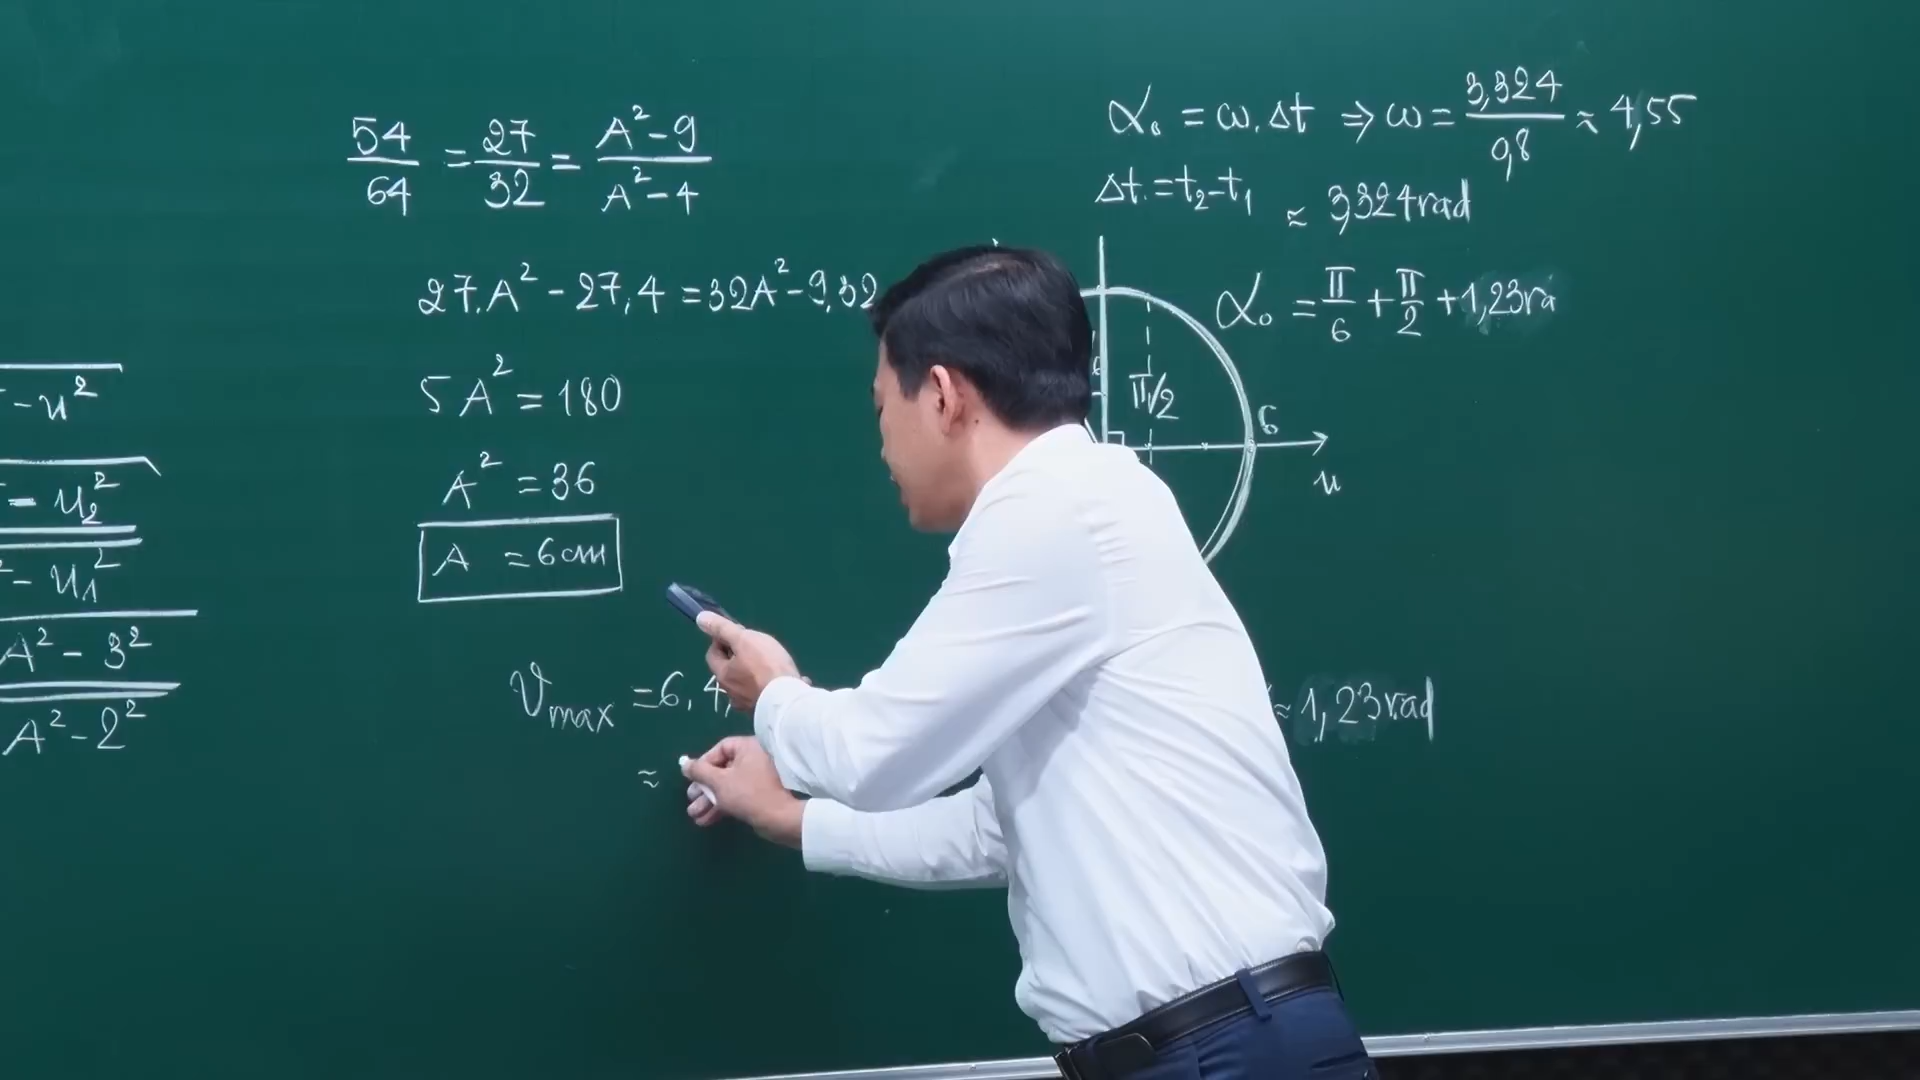 - u²
= u₂²
- u₁²
A² - 3²
A² - 2²
54/64 = 27/32 = (A² - 9)/(A² - 4)
27.A² - 27,4 = 32A² - 9,32
5A² = 180
A² = 36
A = 6cm
Vmax = 6.4,
≈
α₀ = ω.Δt ⇒ ω = 3,324/0,8 ≈ 4,55
Δt = t₂ - t₁ ≈ 3,324rad
α₀ = π/6 + π/2 + 1,23ra
π/2
6
u
≈ 1,23rad